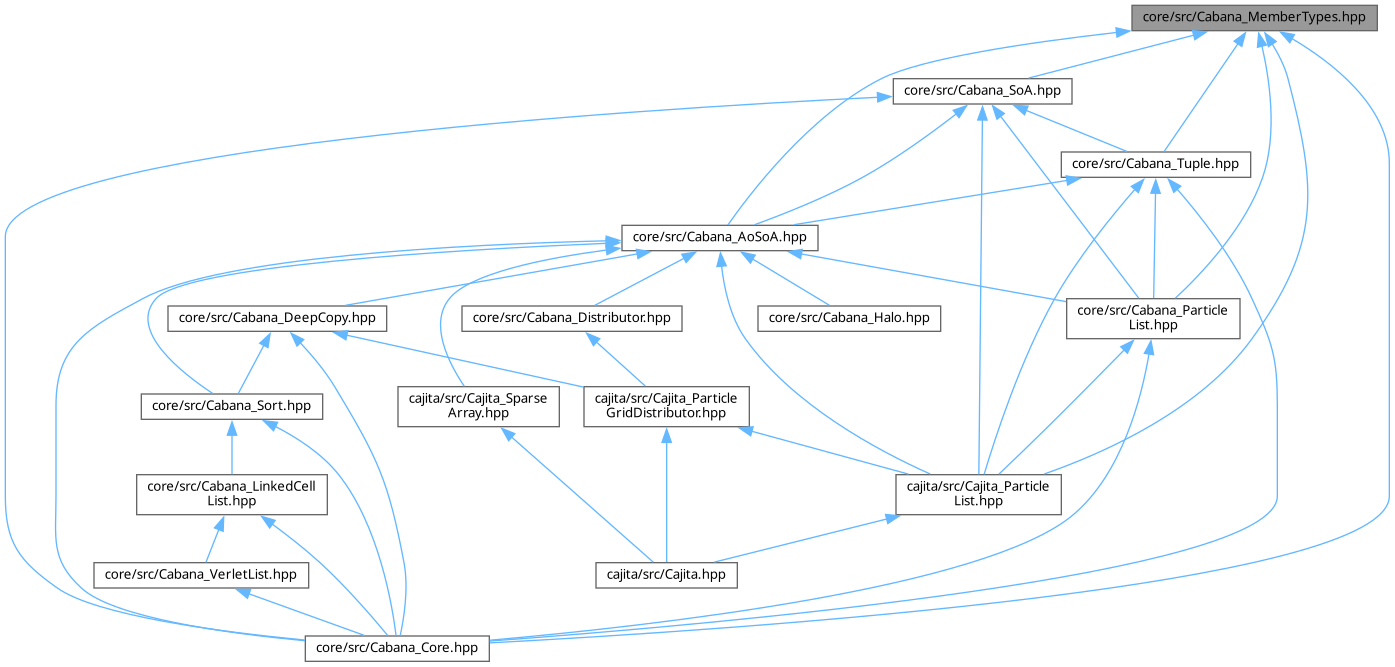 core/src/Cabana_MemberTypes.hpp
core/src/Cabana_SoA.hpp
core/src/Cabana_Tuple.hpp
core/src/Cabana_AoSoA.hpp
core/src/Cabana_DeepCopy.hpp
core/src/Cabana_Distributor.hpp
core/src/Cabana_Halo.hpp
core/src/Cabana_Particle
List.hpp
core/src/Cabana_Sort.hpp
cajita/src/Cajita_Sparse
Array.hpp
cajita/src/Cajita_Particle
GridDistributor.hpp
core/src/Cabana_LinkedCell
List.hpp
cajita/src/Cajita_Particle
List.hpp
core/src/Cabana_VerletList.hpp
cajita/src/Cajita.hpp
core/src/Cabana_Core.hpp